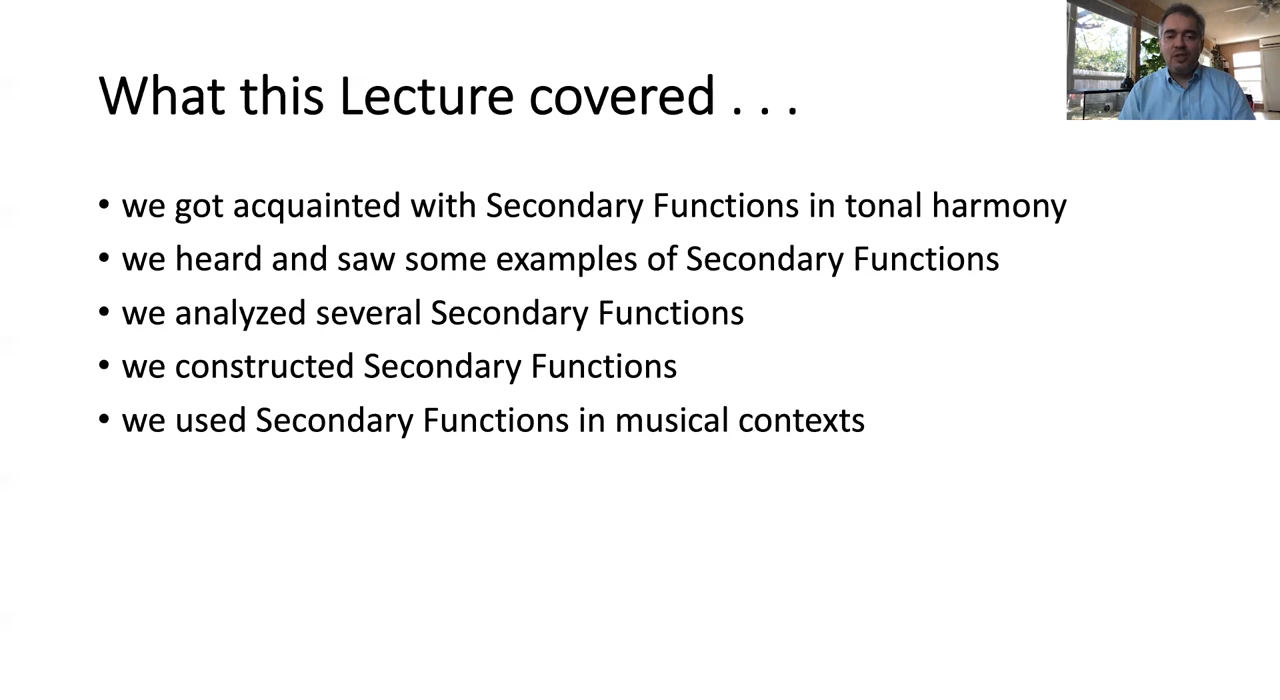 What this Lecture covered . . .
• we got acquainted with Secondary Functions in tonal harmony
• we heard and saw some examples of Secondary Functions
• we analyzed several Secondary Functions
• we constructed Secondary Functions
• we used Secondary Functions in musical contexts